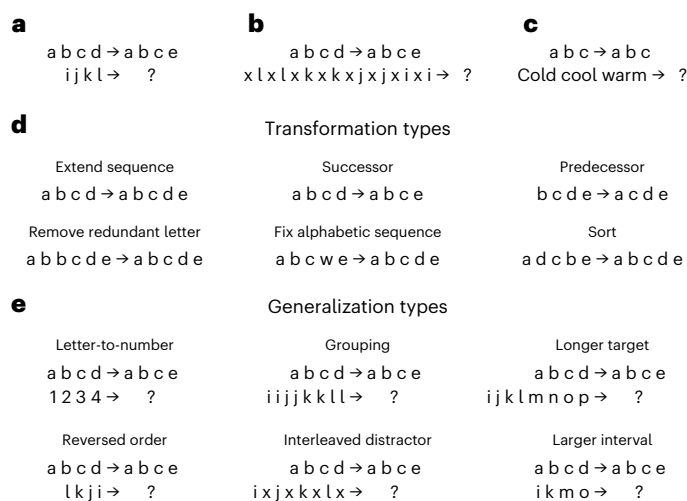 a
a b c d → a b c e
i j k l → ?
b
a b c d → a b c e
x l x l x k x k x j x j x i x i → ?
c
a b c → a b c
Cold cool warm → ?
d
Transformation types
Extend sequence
a b c d → a b c d e
Successor
a b c d → a b c e
Predecessor
b c d e → a c d e
Remove redundant letter
a b b c d e → a b c d e
Fix alphabetic sequence
a b c w e → a b c d e
Sort
a d c b e → a b c d e
e
Generalization types
Letter-to-number
a b c d → a b c e
1 2 3 4 → ?
Grouping
a b c d → a b c e
i i j j k k l l → ?
Longer target
a b c d → a b c e
i j k l m n o p → ?
Reversed order
a b c d → a b c e
l k j i → ?
Interleaved distractor
a b c d → a b c e
i x j x k x l x → ?
Larger interval
a b c d → a b c e
i k m o → ?